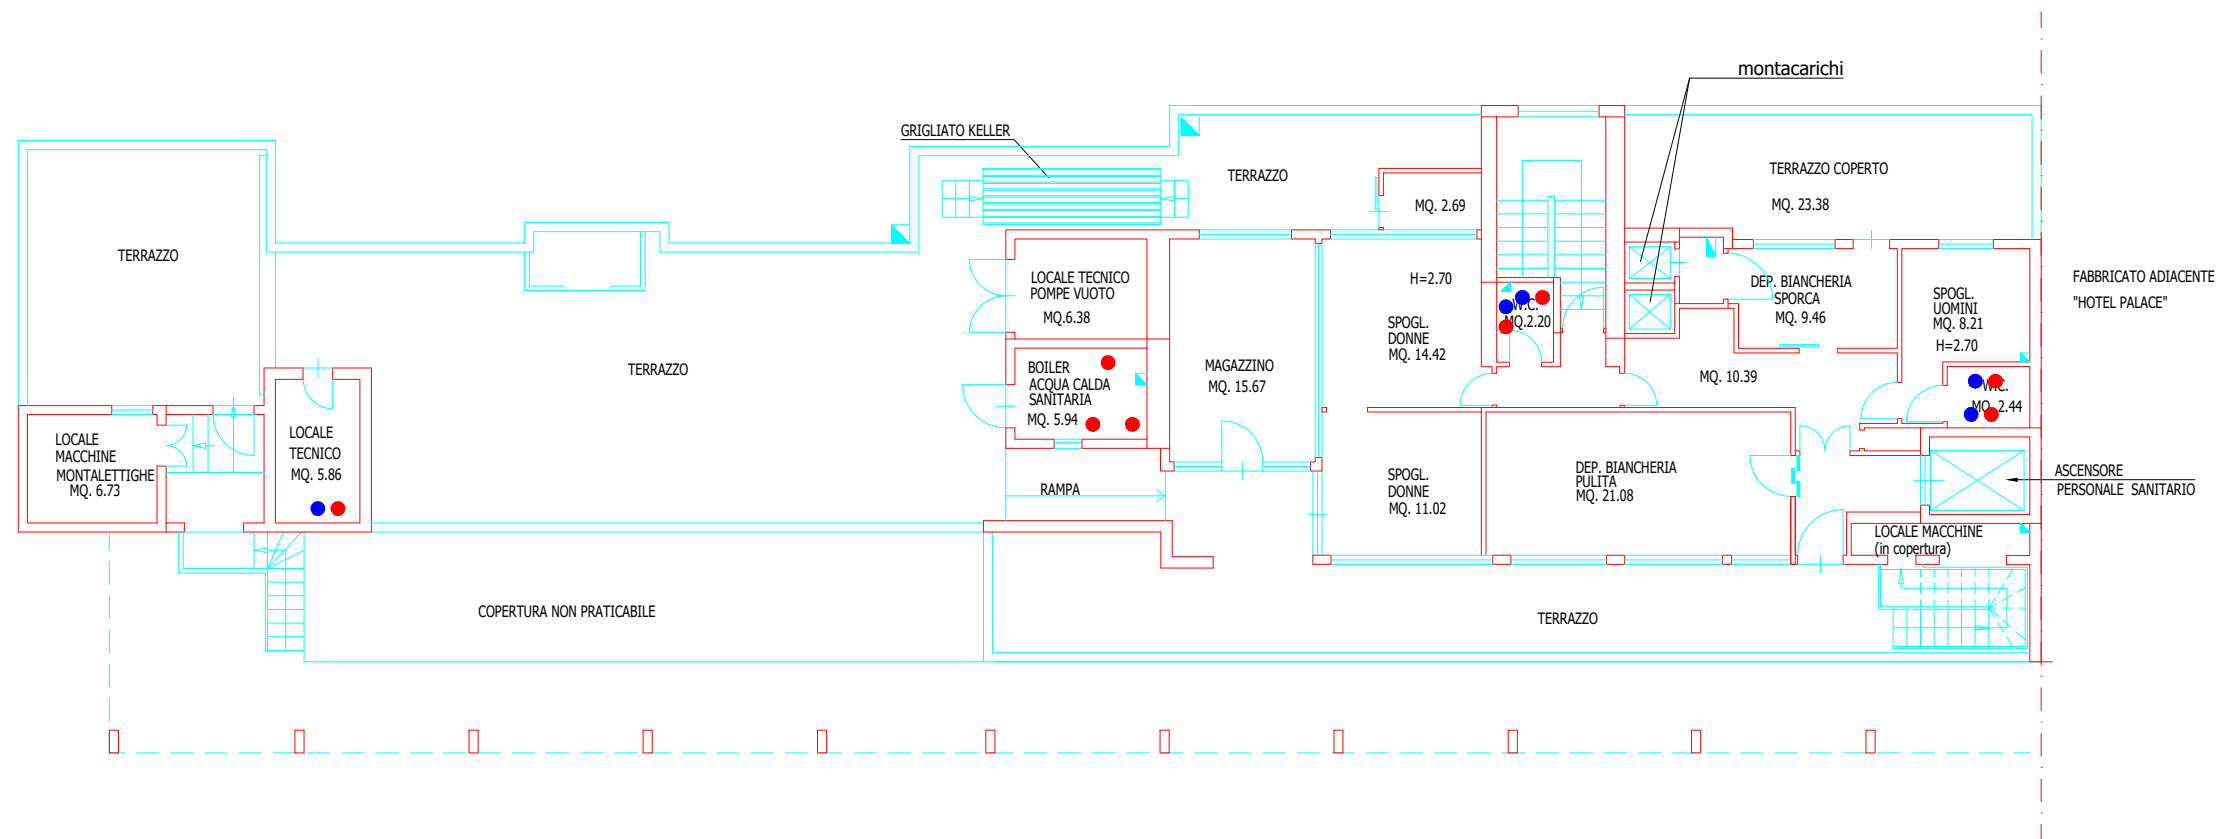 montacarichi
GRIGLIATO KELLER
TERRAZZO
TERRAZZO COPERTO
MQ. 23.38
MQ. 2.69
TERRAZZO
LOCALE TECNICO
POMPE VUOTO
MQ.6.38
H=2.70
DEP. BIANCHERIA
SPORCA
MQ. 9.46
SPOGL.
UOMINI
MQ. 8.21
H=2.70
FABBRICATO ADIACENTE
"HOTEL PALACE"
W.C.
MQ.2.20
SPOGL.
DONNE
MQ. 14.42
TERRAZZO
BOILER
ACQUA CALDA
SANITARIA
MQ. 5.94
MAGAZZINO
MQ. 15.67
MQ. 10.39
W.C.
MQ. 2.44
LOCALE
MACCHINE
MONTALETTIGHE
MQ. 6.73
LOCALE
TECNICO
MQ. 5.86
RAMPA
SPOGL.
DONNE
MQ. 11.02
DEP. BIANCHERIA
PULITA
MQ. 21.08
ASCENSORE
PERSONALE SANITARIO
LOCALE MACCHINE
(in copertura)
COPERTURA NON PRATICABILE
TERRAZZO